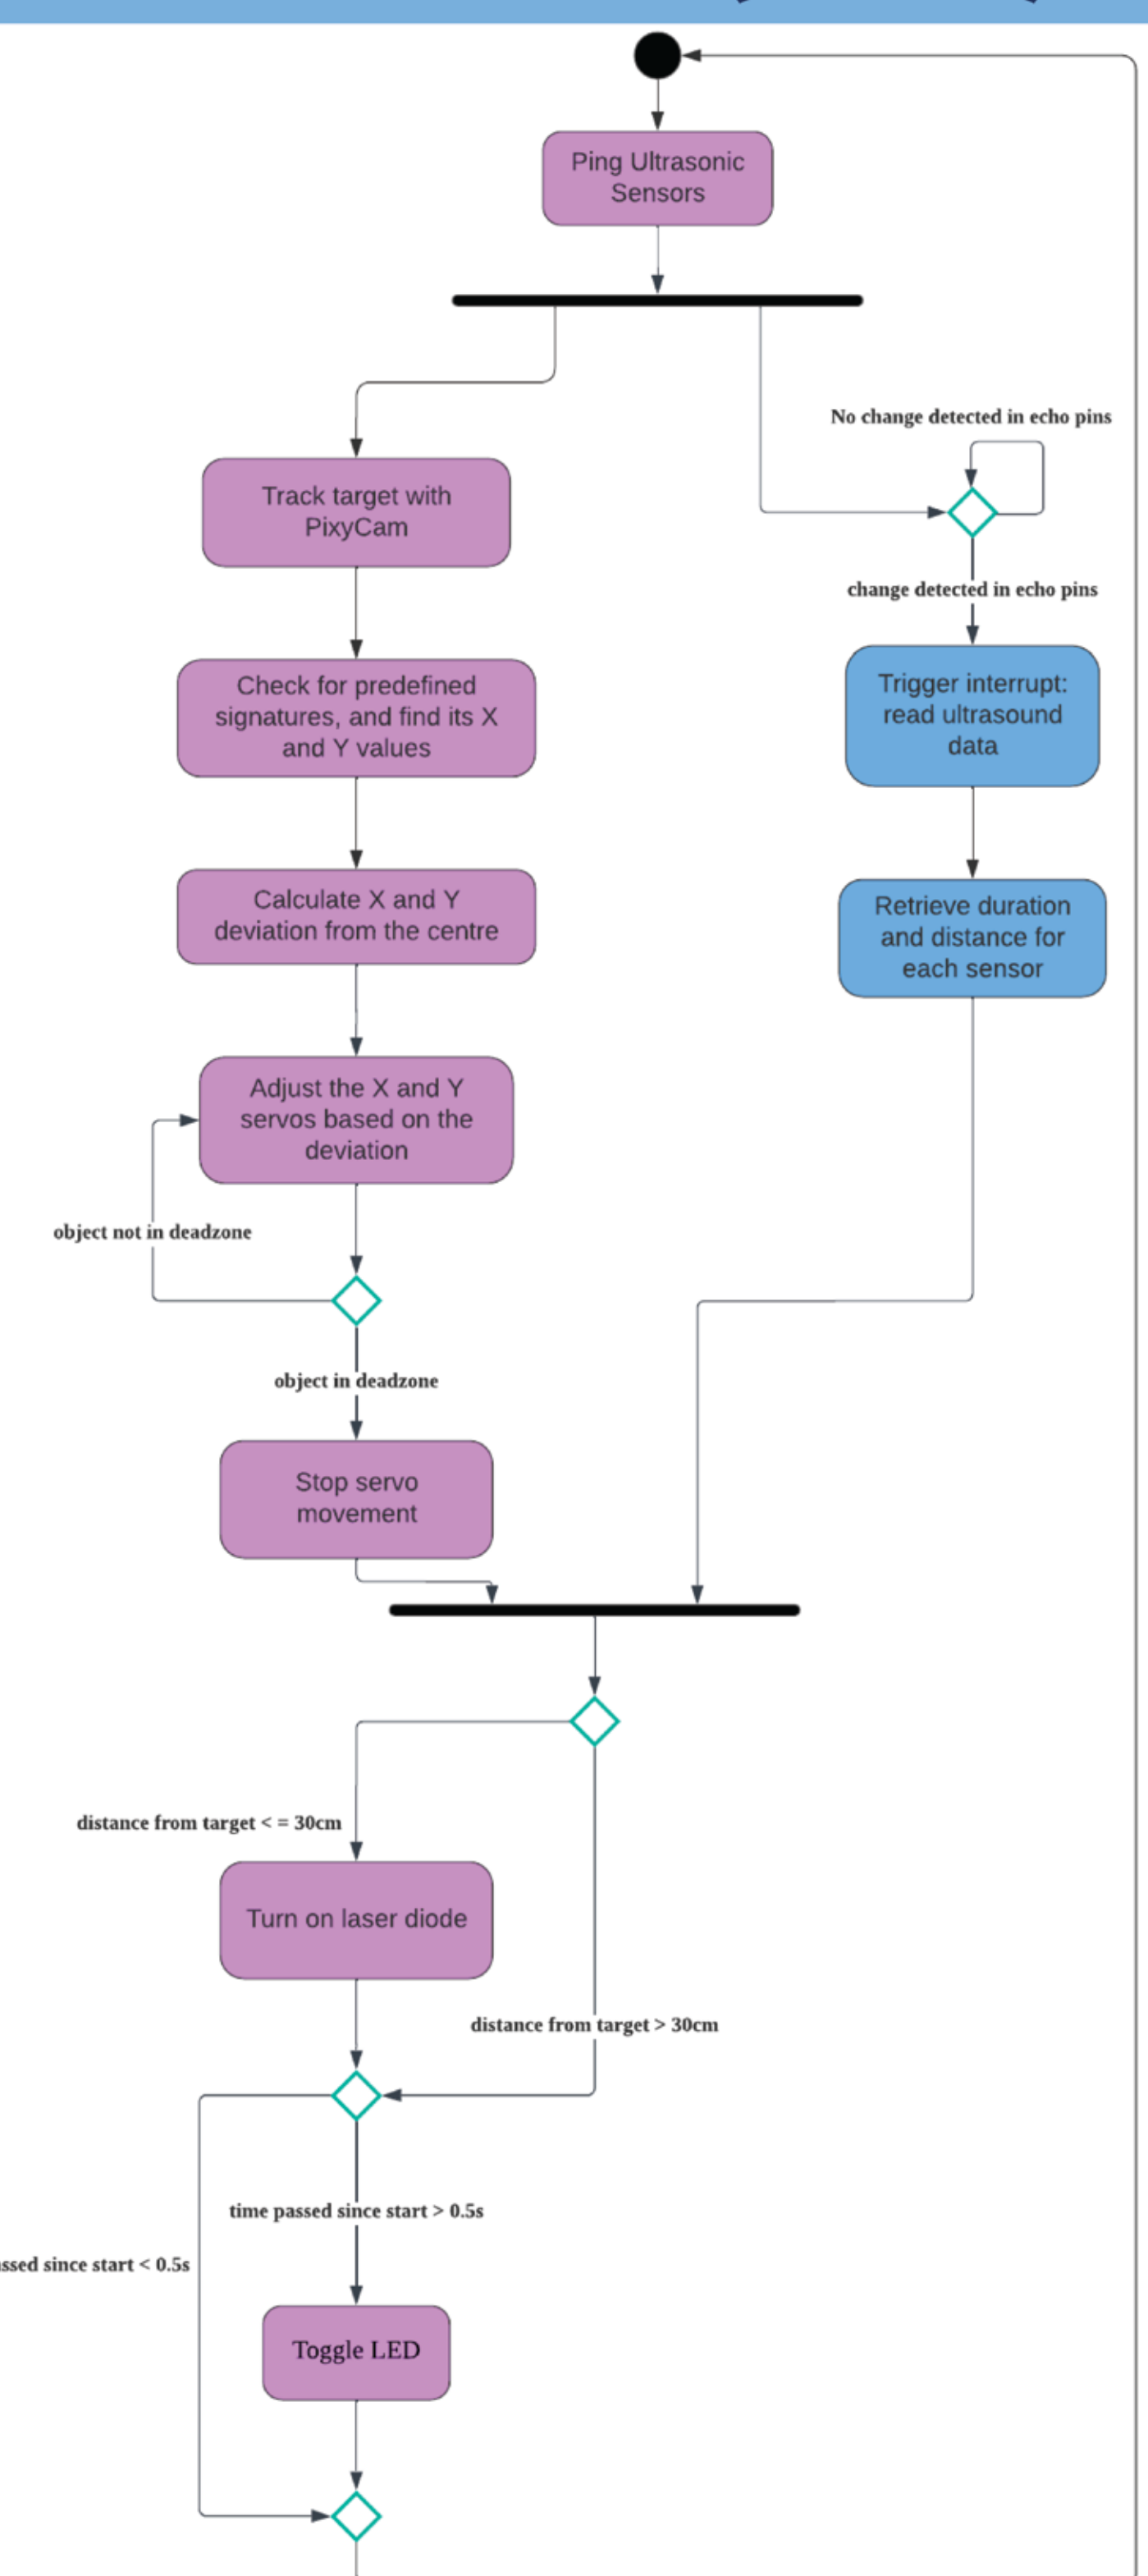 Ping Ultrasonic
Sensors
No change detected in echo pins
Track target with
PixyCam
change detected in echo pins
Check for predefined
signatures, and find its X
and Y values
Trigger interrupt:
read ultrasound
data
Calculate X and Y
deviation from the centre
Retrieve duration
and distance for
each sensor
Adjust the X and Y
servos based on the
deviation
object not in deadzone
object in deadzone
Stop servo
movement
distance from target < = 30cm
Turn on laser diode
distance from target > 30cm
time passed since start > 0.5s
since start < 0.5s
Toggle LED